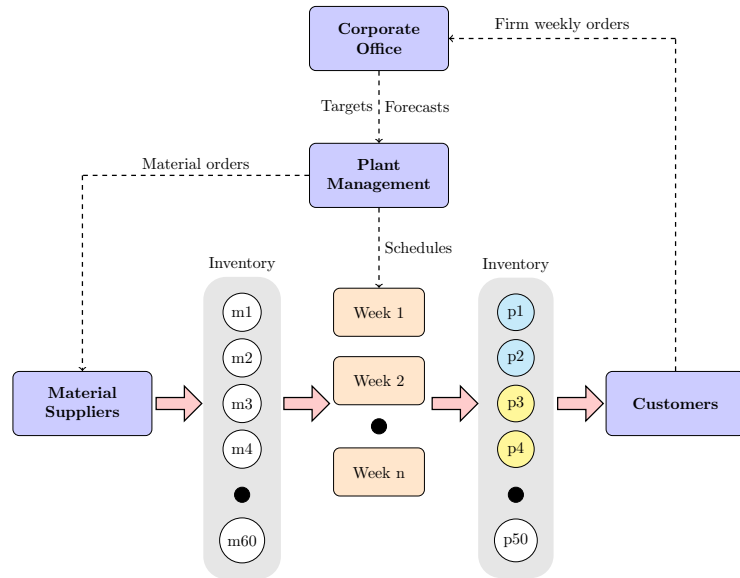 Corporate
Office
Firm weekly orders
Targets
Forecasts
Material orders
Plant
Management
Schedules
Inventory
Inventory
m1
m2
m3
m4
m60
Week 1
Week 2
Week n
p1
p2
p3
p4
p50
Material
Suppliers
Customers